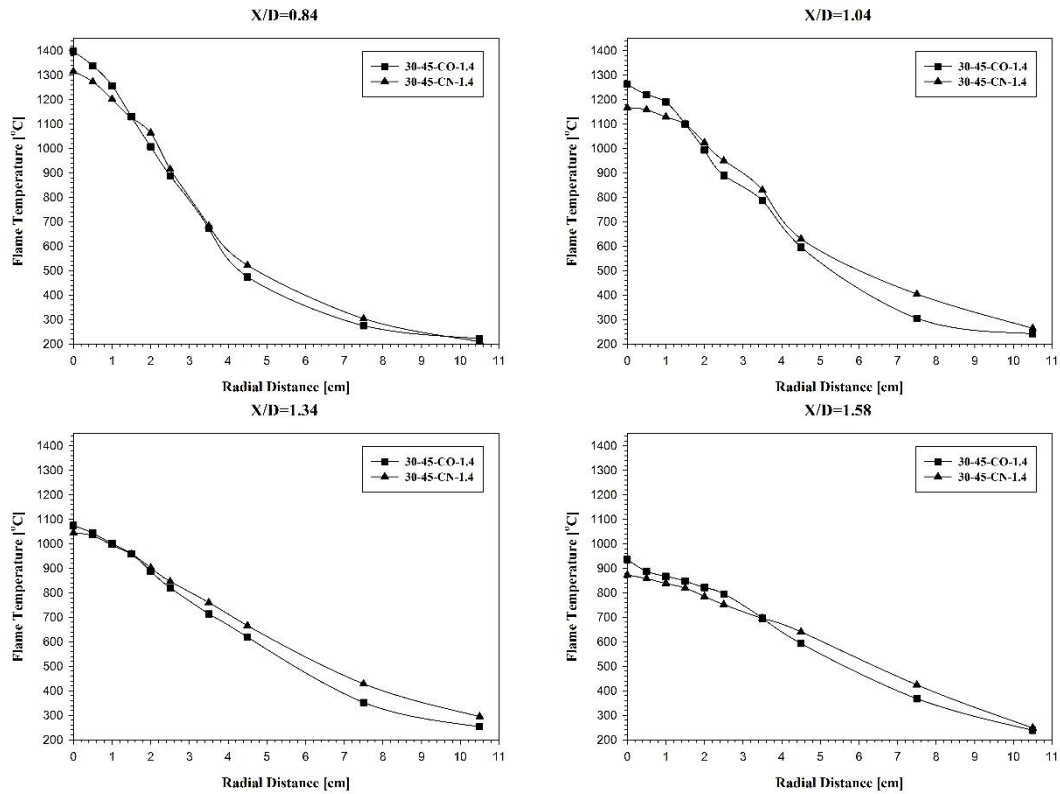 X/D=0.84
1400
1300
1200
1100
1000
900
800
700
600
500
400
300
200
Flame Temperature [°C]
30-45-CO-1.4
30-45-CN-1.4
0 1 2 3 4 5 6 7 8 9 10 11
Radial Distance [cm]
X/D=1.04
1400
1300
1200
1100
1000
900
800
700
600
500
400
300
200
Flame Temperature [°C]
30-45-CO-1.4
30-45-CN-1.4
0 1 2 3 4 5 6 7 8 9 10 11
Radial Distance [cm]
X/D=1.34
1400
1300
1200
1100
1000
900
800
700
600
500
400
300
200
Flame Temperature [°C]
30-45-CO-1.4
30-45-CN-1.4
0 1 2 3 4 5 6 7 8 9 10 11
Radial Distance [cm]
X/D=1.58
1400
1300
1200
1100
1000
900
800
700
600
500
400
300
200
Flame Temperature [°C]
30-45-CO-1.4
30-45-CN-1.4
0 1 2 3 4 5 6 7 8 9 10 11
Radial Distance [cm]